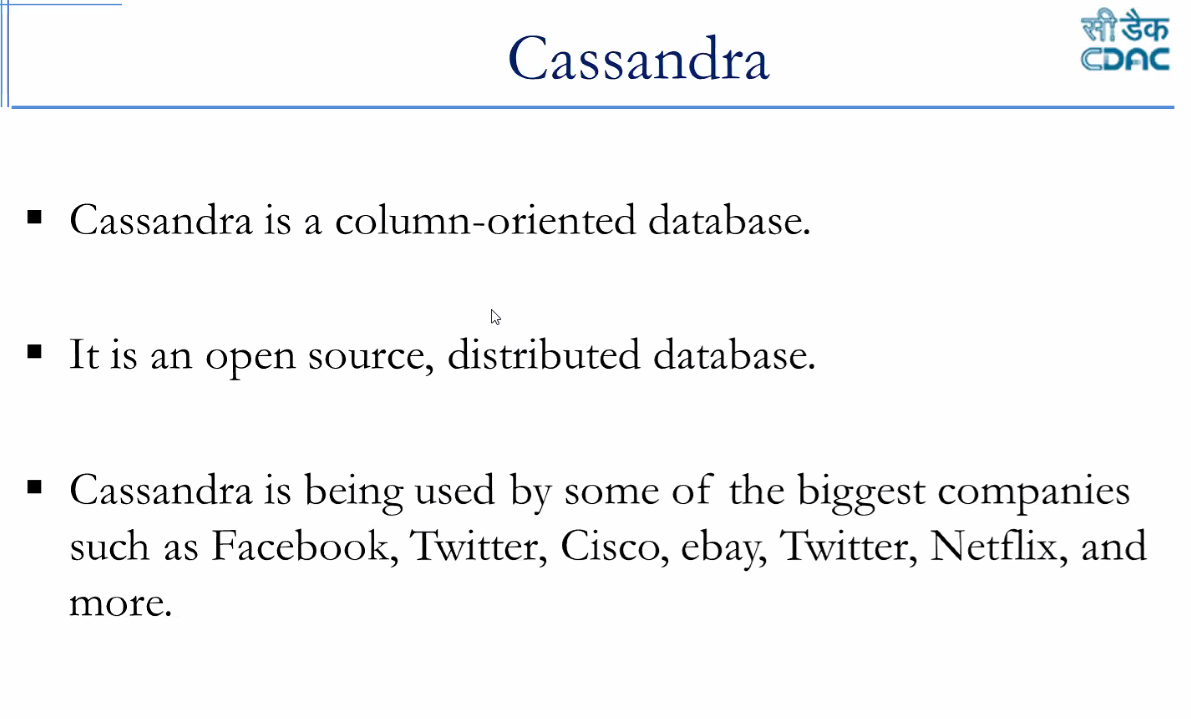 Cassandra
सी डैक
CDAC
▪ Cassandra is a column-oriented database.
▪ It is an open source, distributed database.
▪ Cassandra is being used by some of the biggest companies
such as Facebook, Twitter, Cisco, ebay, Twitter, Netflix, and
more.